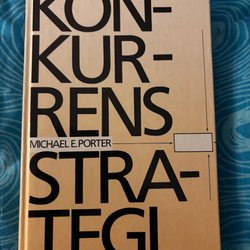 KON-
KUR-
RENS
MICHAEL E. PORTER
STRA-
TEGI